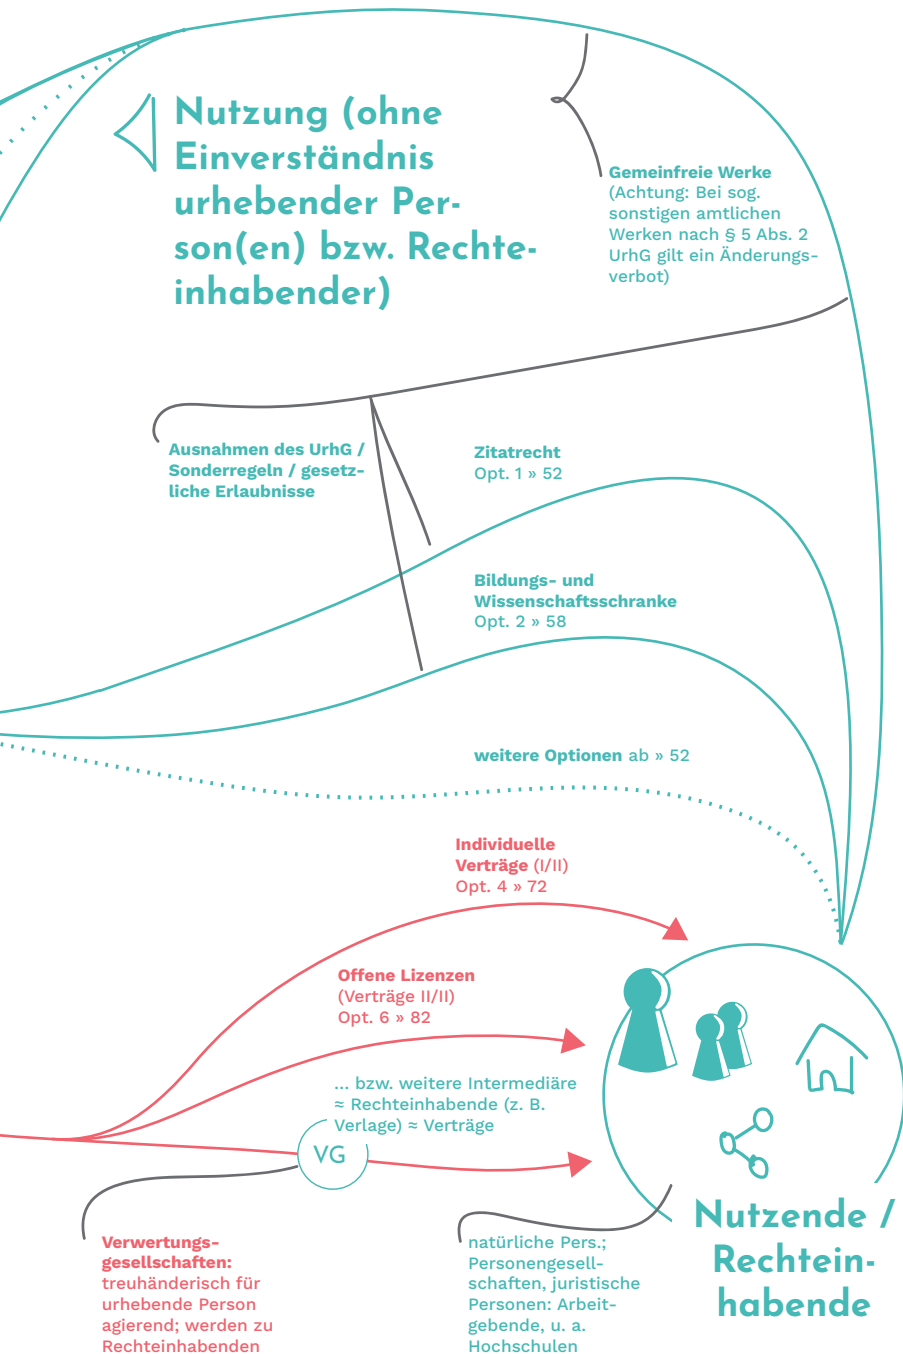 Nutzung (ohne
Einverständnis
urhebender Per-
son(en) bzw. Rechte-
inhabender)
Gemeinfreie Werke
(Achtung: Bei sog.
sonstigen amtlichen
Werken nach § 5 Abs. 2
UrhG gilt ein Änderungs-
verbot)
Ausnahmen des UrhG /
Sonderregeln / gesetz-
liche Erlaubnisse
Zitatrecht
Opt. 1 » 52
Bildungs- und
Wissenschaftsschranke
Opt. 2 » 58
weitere Optionen ab » 52
Individuelle
Verträge (I/II)
Opt. 4 » 72
Offene Lizenzen
(Verträge II/II)
Opt. 6 » 82
... bzw. weitere Intermediäre
≈ Rechteinhabende (z. B.
Verlage) ≈ Verträge
VG
Nutzende /
Rechtein-
habende
Verwertungs-
gesellschaften:
treuhänderisch für
urhebende Person
agierend; werden zu
Rechteinhabenden
natürliche Pers.;
Personengesell-
schaften, juristische
Personen: Arbeit-
gebende, u. a.
Hochschulen